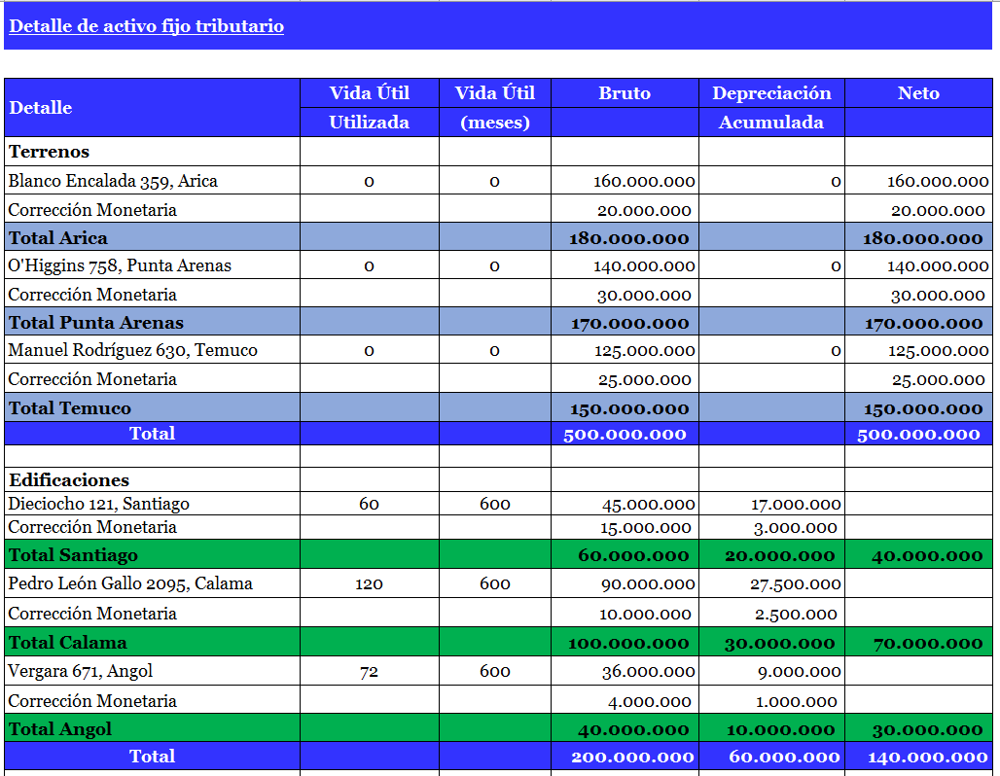 Detalle de activo fijo tributario
Detalle Vida Útil Utilizada Vida Útil (meses) Bruto Depreciación Acumulada Neto
Terrenos
Blanco Encalada 359, Arica 0 0 160.000.000 0 160.000.000
Corrección Monetaria 20.000.000 20.000.000
Total Arica 180.000.000 180.000.000
O'Higgins 758, Punta Arenas 0 0 140.000.000 0 140.000.000
Corrección Monetaria 30.000.000 30.000.000
Total Punta Arenas 170.000.000 170.000.000
Manuel Rodríguez 630, Temuco 0 0 125.000.000 0 125.000.000
Corrección Monetaria 25.000.000 25.000.000
Total Temuco 150.000.000 150.000.000
Total 500.000.000 500.000.000
Edificaciones
Dieciocho 121, Santiago 60 600 45.000.000 17.000.000
Corrección Monetaria 15.000.000 3.000.000
Total Santiago 60.000.000 20.000.000 40.000.000
Pedro León Gallo 2095, Calama 120 600 90.000.000 27.500.000
Corrección Monetaria 10.000.000 2.500.000
Total Calama 100.000.000 30.000.000 70.000.000
Vergara 671, Angol 72 600 36.000.000 9.000.000
Corrección Monetaria 4.000.000 1.000.000
Total Angol 40.000.000 10.000.000 30.000.000
Total 200.000.000 60.000.000 140.000.000